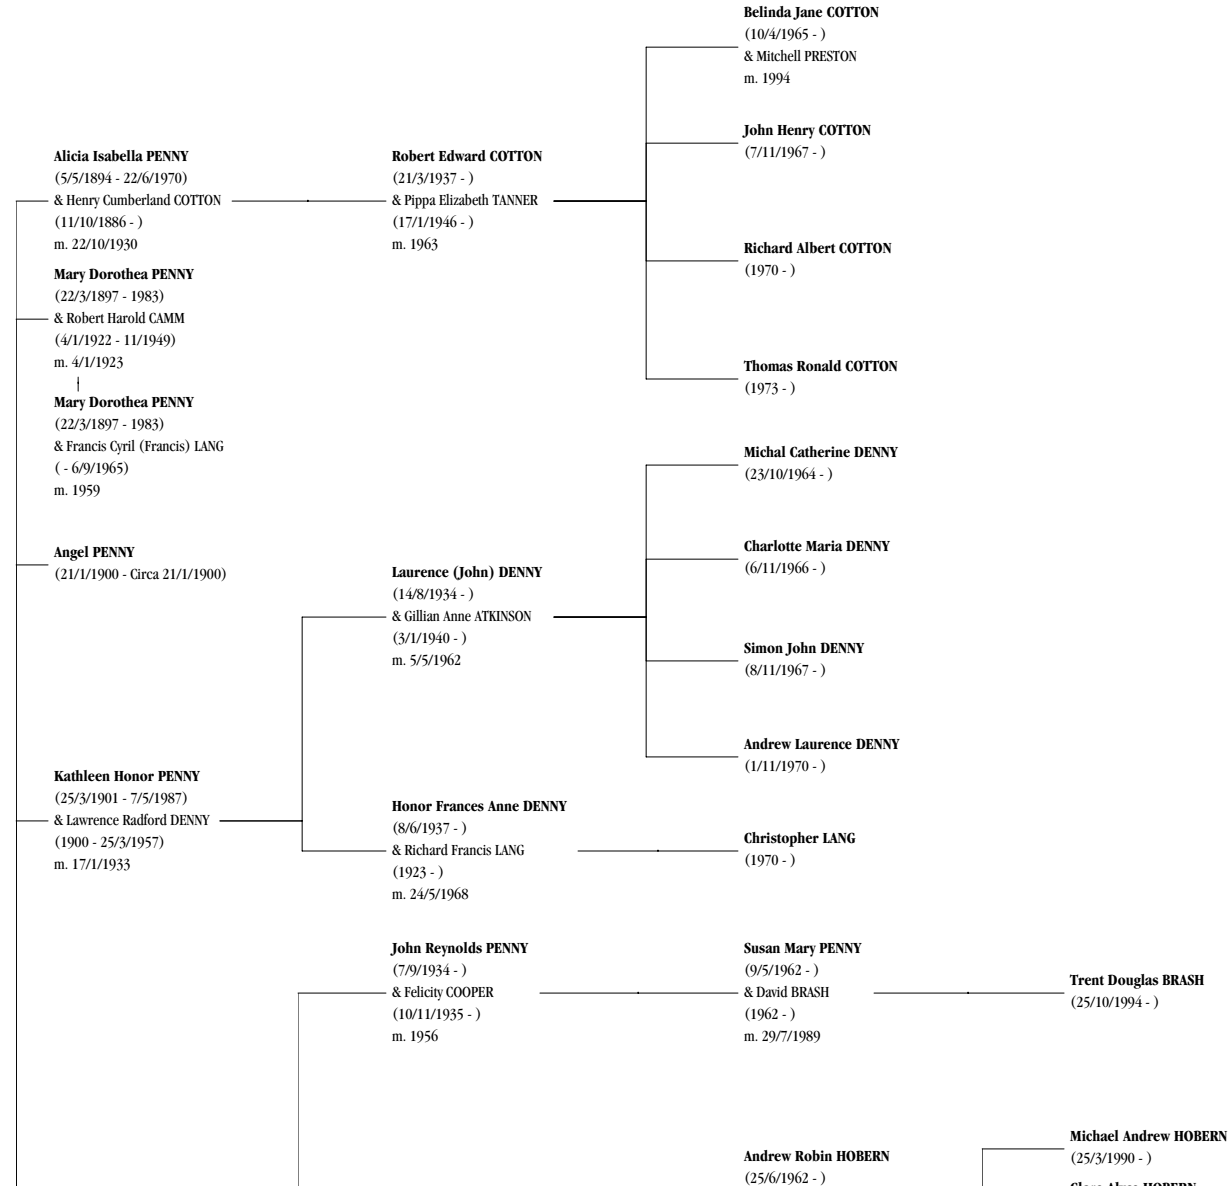 Belinda Jane COTTON
(10/4/1965 - )
& Mitchell PRESTON
m. 1994
John Henry COTTON
(7/11/1967 - )
Alicia Isabella PENNY
(5/5/1894 - 22/6/1970)
& Henry Cumberland COTTON
(11/10/1886 - )
m. 22/10/1930
Robert Edward COTTON
(21/3/1937 - )
& Pippa Elizabeth TANNER
(17/1/1946 - )
m. 1963
Richard Albert COTTON
(1970 - )
Mary Dorothea PENNY
(22/3/1897 - 1983)
& Robert Harold CAMM
(4/1/1922 - 11/1949)
m. 4/1/1923
Thomas Ronald COTTON
(1973 - )
Mary Dorothea PENNY
(22/3/1897 - 1983)
& Francis Cyril (Francis) LANG
( - 6/9/1965)
m. 1959
Michal Catherine DENNY
(23/10/1964 - )
Angel PENNY
(21/1/1900 - Circa 21/1/1900)
Charlotte Maria DENNY
(6/11/1966 - )
Laurence (John) DENNY
(14/8/1934 - )
& Gillian Anne ATKINSON
(3/1/1940 - )
m. 5/5/1962
Simon John DENNY
(8/11/1967 - )
Andrew Laurence DENNY
(1/11/1970 - )
Kathleen Honor PENNY
(25/3/1901 - 7/5/1987)
& Lawrence Radford DENNY
(1900 - 25/3/1957)
m. 17/1/1933
Honor Frances Anne DENNY
(8/6/1937 - )
& Richard Francis LANG
(1923 - )
m. 24/5/1968
Christopher LANG
(1970 - )
John Reynolds PENNY
(7/9/1934 - )
& Felicity COOPER
(10/11/1935 - )
m. 1956
Susan Mary PENNY
(9/5/1962 - )
& David BRASH
(1962 - )
m. 29/7/1989
Trent Douglas BRASH
(25/10/1994 - )
Andrew Robin HOBERN
(25/6/1962 - )
Michael Andrew HOBERN
(25/3/1990 - )